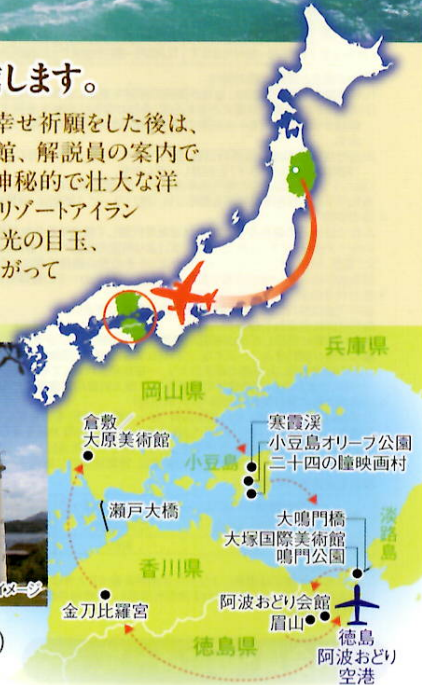 します。
幸せ祈願をした後は、
館、解説員の案内で
神秘的で壮大な洋
リゾートアイラン
光の目玉、
がって
兵庫県
岡山県
倉敷
大原美術館
寒霞渓
小豆島オリーブ公園
二十四の瞳映画村
小豆島
瀬戸大橋
大鳴門橋
大塚国際美術館
鳴門公園
淡路島
香川県
イメージ
金刀比羅宮
阿波おどり会館
眉山
徳島県
徳島
阿波おどり
空港